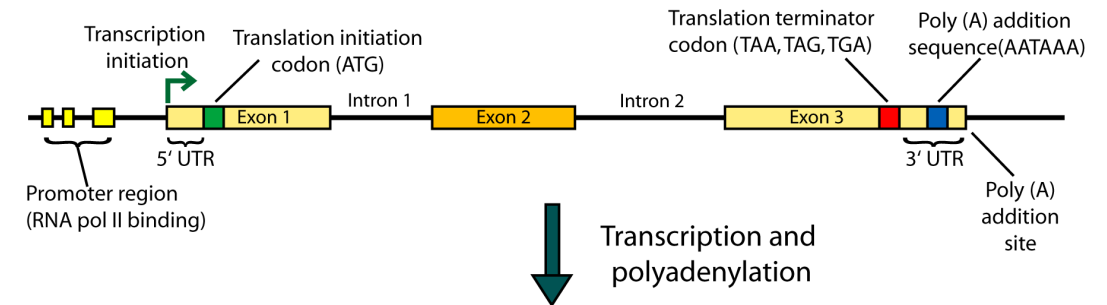 Transcription
initiation
Translation initiation
codon (ATG)
Translation terminator
codon (TAA, TAG, TGA)
Poly (A) addition
sequence(AATAAA)
Exon 1
Intron 1
Exon 2
Intron 2
Exon 3
5‘ UTR
3‘ UTR
Promoter region
(RNA pol II binding)
Poly (A)
addition
site
Transcription and
polyadenylation